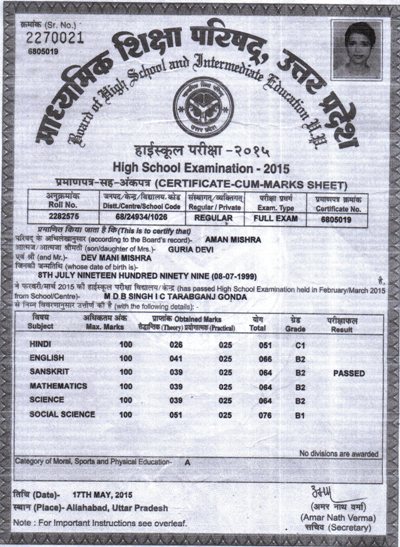 क्रमांक (Sr. No.)
2270021
6805019
माध्यमिक शिक्षा परिषद, उत्तर प्रदेश
Board of High School and Intermediate Education U.P.
हाईस्कूल परीक्षा -२०१५
High School Examination - 2015
प्रमाणपत्र-सह-अंकपत्र (CERTIFICATE-CUM-MARKS SHEET)
अनुक्रमांक जनपद/केन्द्र/विद्यालय कोड संस्थागत/व्यक्तिगत परीक्षा प्रमाणपत्र क्रमांक
Roll No. Distt./Centre/School Code Regular / Private Exam. Type Certificate No.
2282575 68/24934/1026 REGULAR FULL EXAM 6805019
प्रमाणित किया जाता है कि (This is to certify that)
परिषद के अभिलेखानुसार (according to the Board's record)- AMAN MISHRA
आत्मज / आत्मजा श्रीमती (son/daughter of Mrs.) GURIA DEVI
एवं श्री (and Mr.)- DEV MANI MISHRA
जिनकी जन्मतिथि (whose date of birth is)-
8TH JULY NINETEEN HUNDRED NINETY NINE (08-07-1999) है
ने फरवरी/मार्च 2015 की हाईस्कूल परीक्षा विद्यालय/केन्द्र (has passed High School Examination held in February/March 2015
from School/Centre)- M D B SINGH I C TARABGANJ GONDA
से निम्न विवरणानुसार उत्तीर्ण की है (with the following details):
विषय अधिकतम अंक प्राप्तांक Obtained Marks योग ग्रेड परीक्षाफल
Subject Max. Marks सैद्धान्तिक (Theory) प्रयोगात्मक (Practical) Total Grade Result
HINDI 100 026 025 051 C1
ENGLISH 100 041 025 066 B2
SANSKRIT 100 039 025 064 B2 PASSED
MATHEMATICS 100 039 025 064 B2
SCIENCE 100 039 025 064 B2
SOCIAL SCIENCE 100 051 025 076 B1
No divisions are awarded
Category of Moral, Sports and Physical Education- A
तिथि (Date)- 17TH MAY, 2015
स्थान (Place)- Allahabad, Uttar Pradesh
(अमर नाथ वर्मा)
(Amar Nath Verma)
सचिव (Secretary)
Note : For Important Instructions see overleaf.